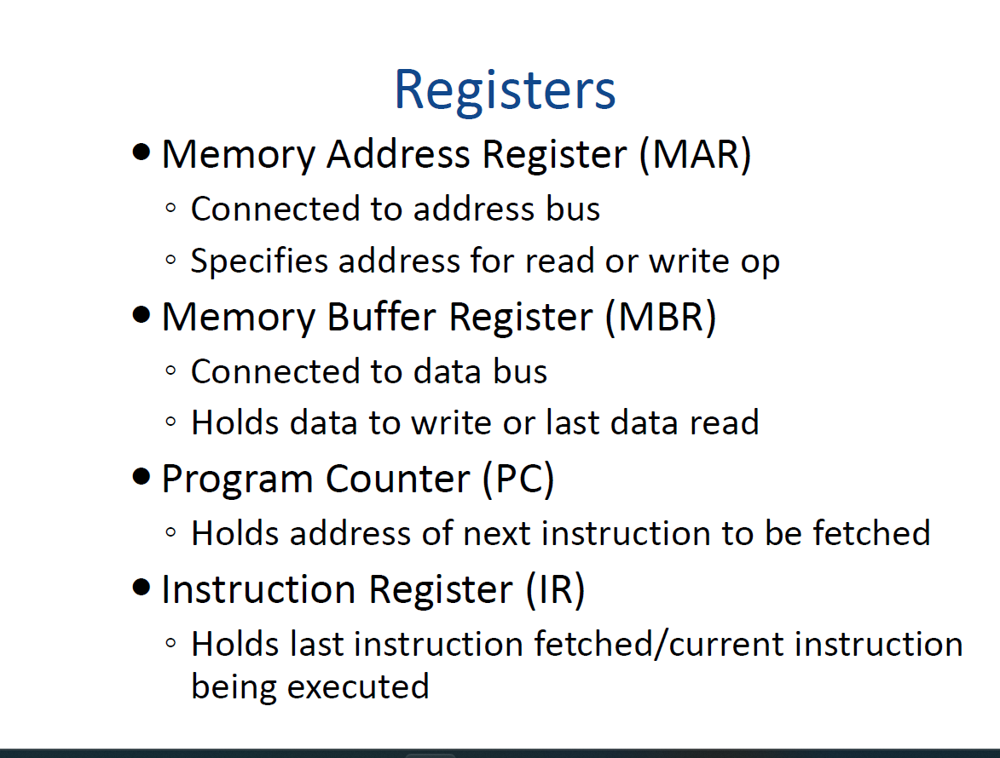 Registers
• Memory Address Register (MAR)
◦ Connected to address bus
◦ Specifies address for read or write op
• Memory Buffer Register (MBR)
◦ Connected to data bus
◦ Holds data to write or last data read
• Program Counter (PC)
◦ Holds address of next instruction to be fetched
• Instruction Register (IR)
◦ Holds last instruction fetched/current instruction
being executed